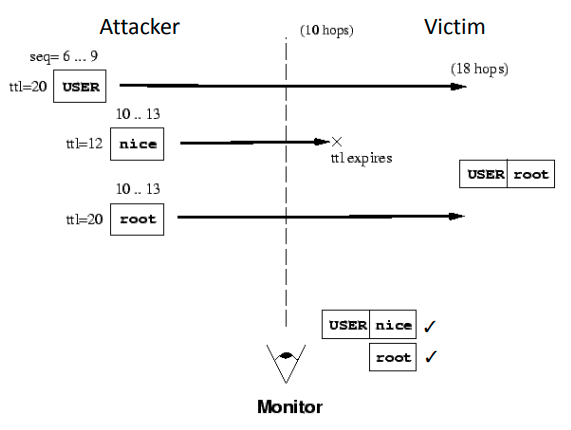 Attacker
(10 hops)
Victim
seq= 6 ... 9
(18 hops)
ttl=20 USER
10 .. 13
ttl=12 nice
ttl expires
USER root
10 .. 13
ttl=20 root
USER nice ✓
root ✓
Monitor